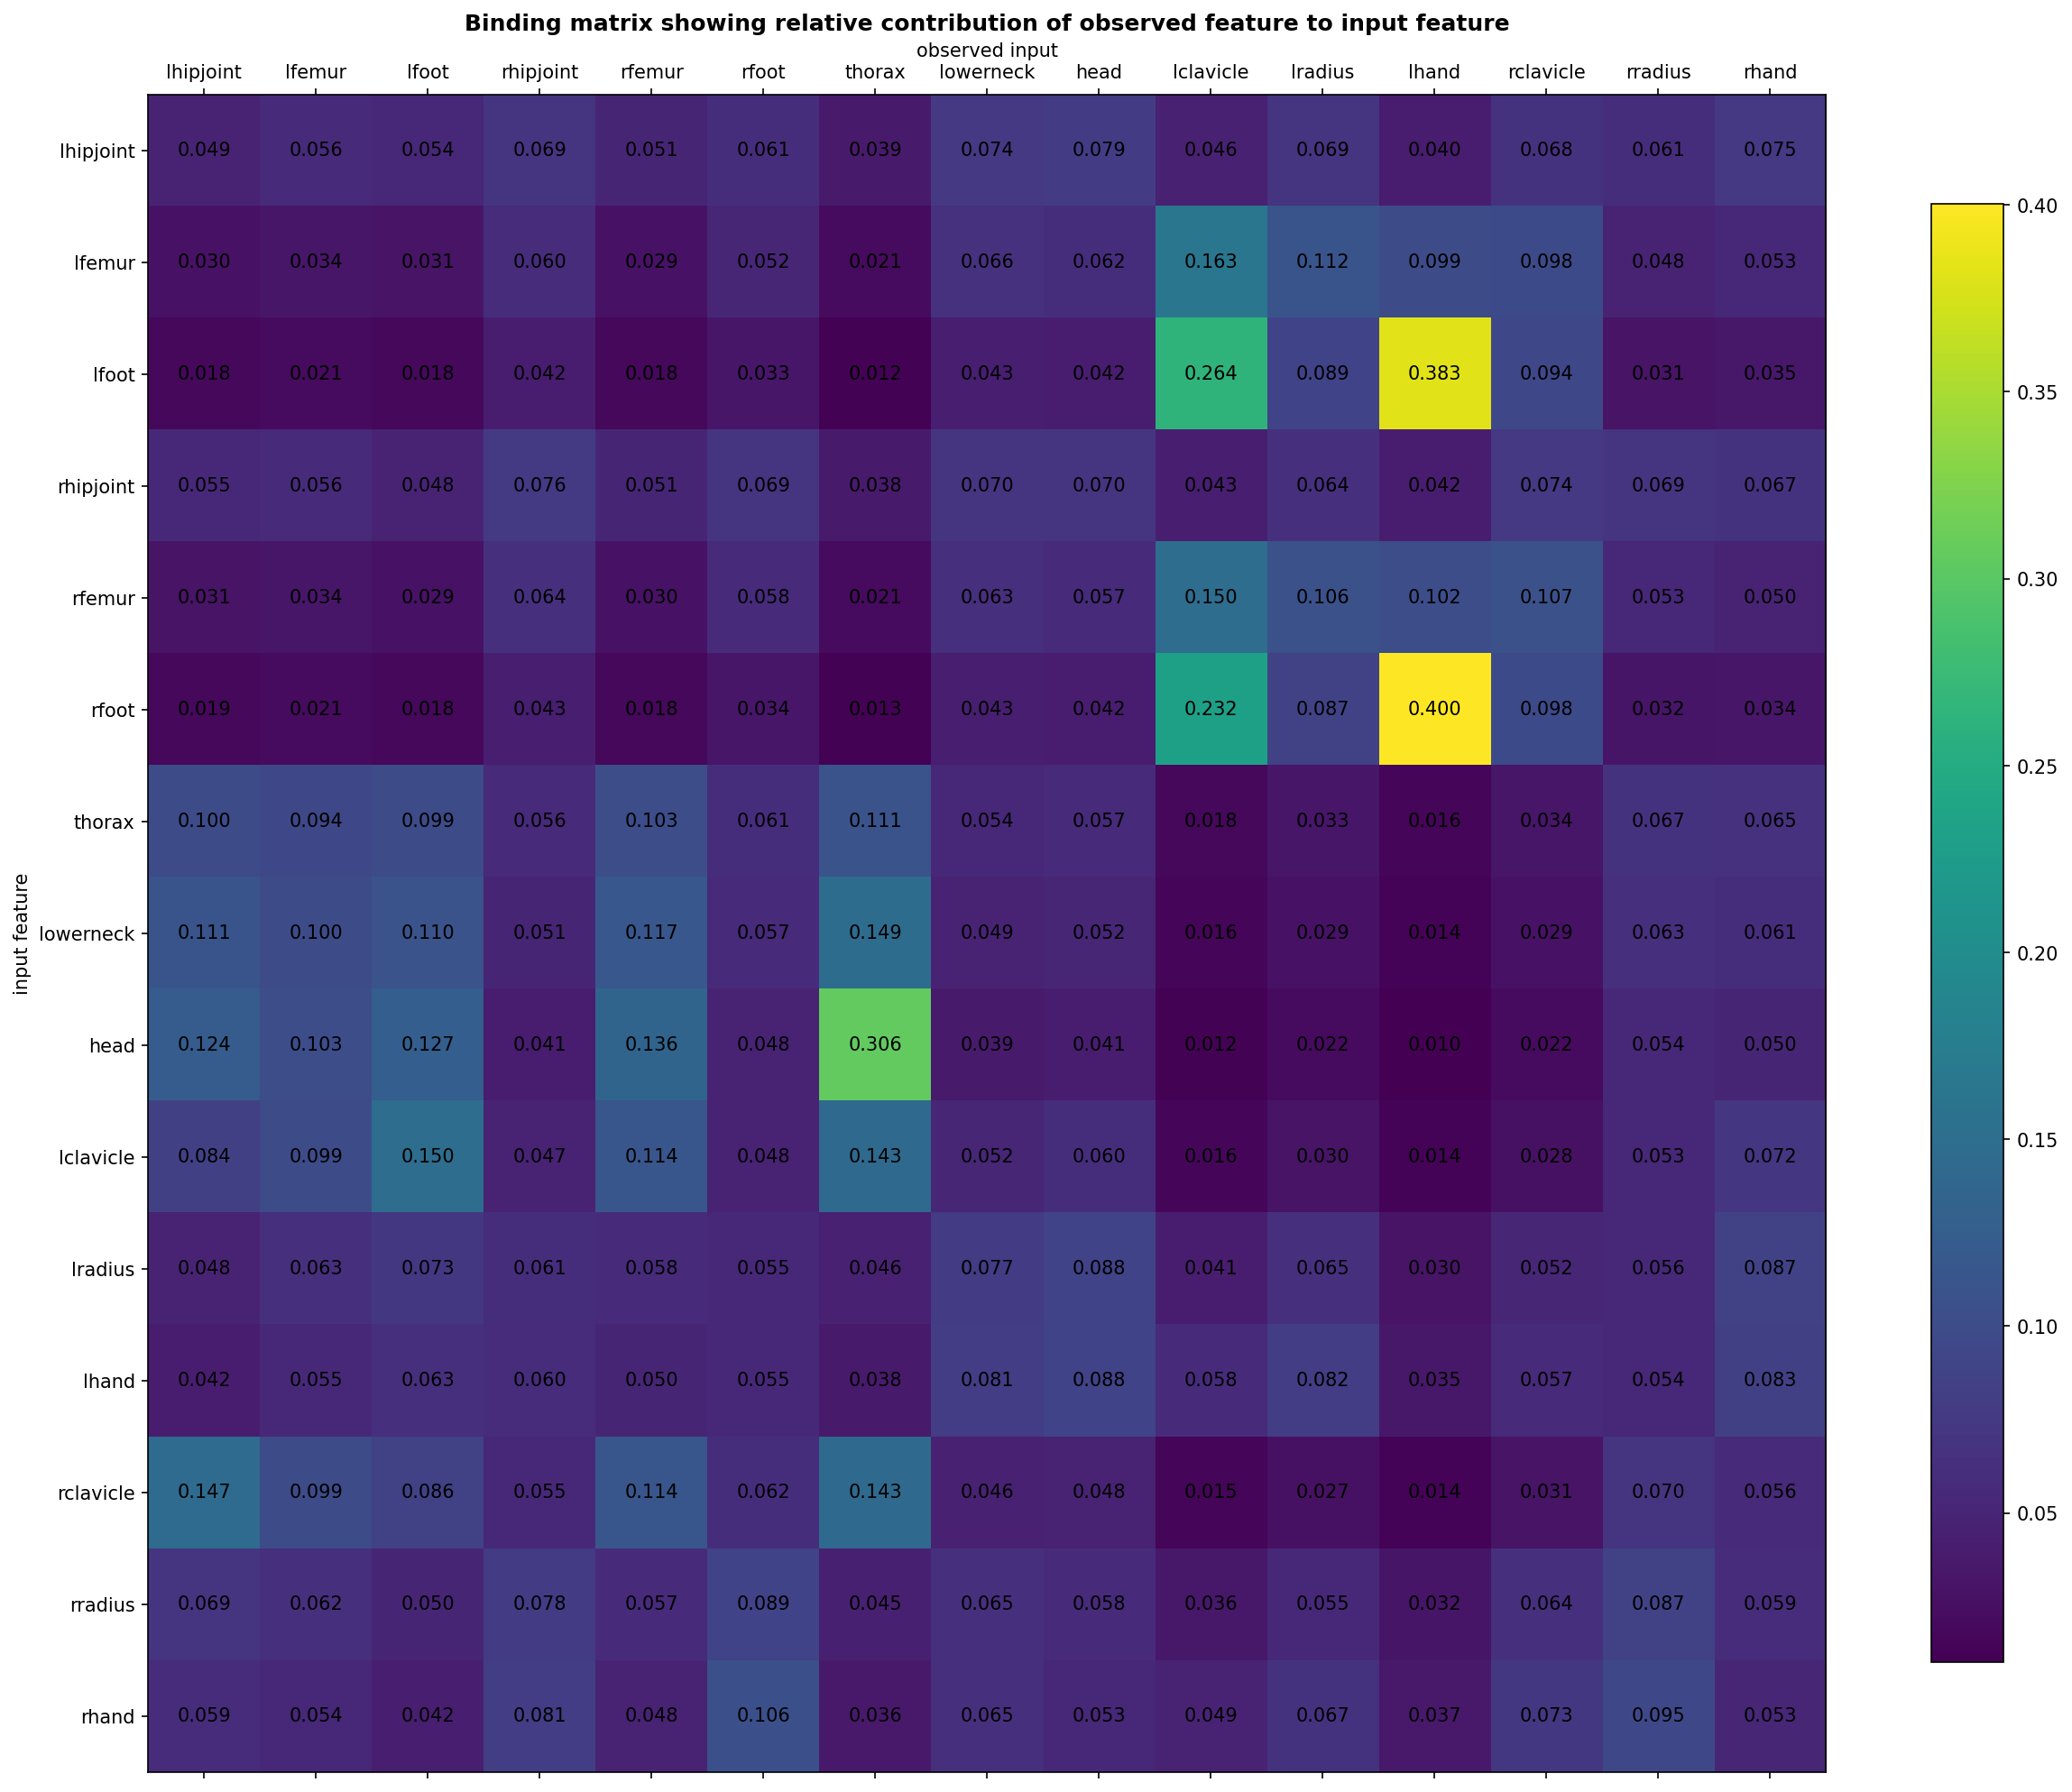 Binding matrix showing relative contribution of observed feature to input feature
observed input
lhipjoint lfemur lfoot rhipjoint rfemur rfoot thorax lowerneck head lclavicle lradius lhand rclavicle rradius rhand
lhipjoint 0.049 0.056 0.054 0.069 0.051 0.061 0.039 0.074 0.079 0.046 0.069 0.040 0.068 0.061 0.075
lfemur 0.030 0.034 0.031 0.060 0.029 0.052 0.021 0.066 0.062 0.163 0.112 0.099 0.098 0.048 0.053
lfoot 0.018 0.021 0.018 0.042 0.018 0.033 0.012 0.043 0.042 0.264 0.089 0.383 0.094 0.031 0.035
rhipjoint 0.055 0.056 0.048 0.076 0.051 0.069 0.038 0.070 0.070 0.043 0.064 0.042 0.074 0.069 0.067
rfemur 0.031 0.034 0.029 0.064 0.030 0.058 0.021 0.063 0.057 0.150 0.106 0.102 0.107 0.053 0.050
rfoot 0.019 0.021 0.018 0.043 0.018 0.034 0.013 0.043 0.042 0.232 0.087 0.400 0.098 0.032 0.034
thorax 0.100 0.094 0.099 0.056 0.103 0.061 0.111 0.054 0.057 0.018 0.033 0.016 0.034 0.067 0.065
lowerneck 0.111 0.100 0.110 0.051 0.117 0.057 0.149 0.049 0.052 0.016 0.029 0.014 0.029 0.063 0.061
head 0.124 0.103 0.127 0.041 0.136 0.048 0.306 0.039 0.041 0.012 0.022 0.010 0.022 0.054 0.050
lclavicle 0.084 0.099 0.150 0.047 0.114 0.048 0.143 0.052 0.060 0.016 0.030 0.014 0.028 0.053 0.072
lradius 0.048 0.063 0.073 0.061 0.058 0.055 0.046 0.077 0.088 0.041 0.065 0.030 0.052 0.056 0.087
lhand 0.042 0.055 0.063 0.060 0.050 0.055 0.038 0.081 0.088 0.058 0.082 0.035 0.057 0.054 0.083
rclavicle 0.147 0.099 0.086 0.055 0.114 0.062 0.143 0.046 0.048 0.015 0.027 0.014 0.031 0.070 0.056
rradius 0.069 0.062 0.050 0.078 0.057 0.089 0.045 0.065 0.058 0.036 0.055 0.032 0.064 0.087 0.059
rhand 0.059 0.054 0.042 0.081 0.048 0.106 0.036 0.065 0.053 0.049 0.067 0.037 0.073 0.095 0.053
input feature
0.40
0.35
0.30
0.25
0.20
0.15
0.10
0.05